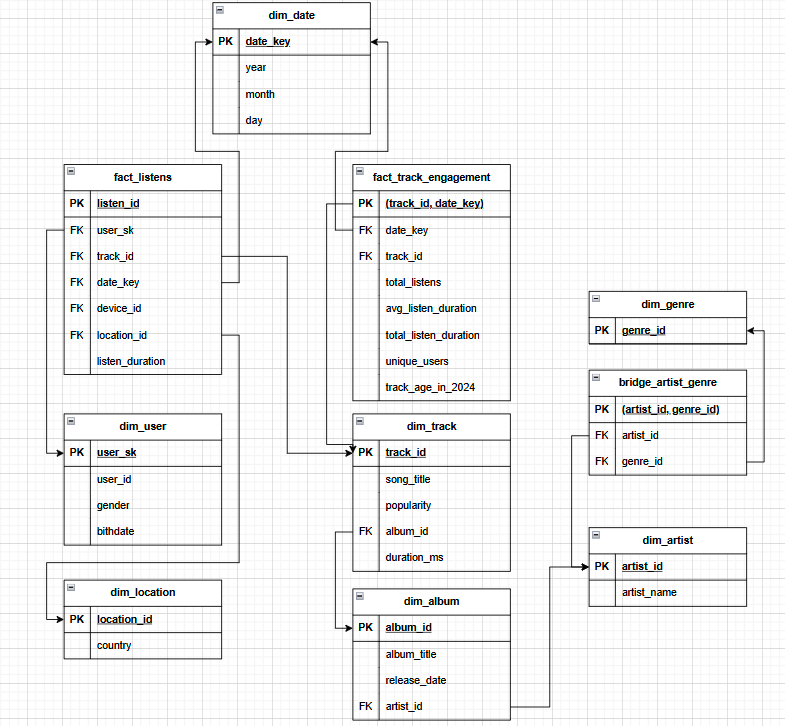 dim_date
PK date_key
year
month
day
fact_listens
PK listen_id
FK user_sk
FK track_id
FK date_key
FK device_id
FK location_id
listen_duration
fact_track_engagement
PK (track_id, date_key)
FK date_key
FK track_id
total_listens
avg_listen_duration
total_listen_duration
unique_users
track_age_in_2024
dim_genre
PK genre_id
bridge_artist_genre
PK (artist_id, genre_id)
FK artist_id
FK genre_id
dim_user
PK user_sk
user_id
gender
bithdate
dim_track
PK track_id
song_title
popularity
FK album_id
duration_ms
dim_artist
PK artist_id
artist_name
dim_location
PK location_id
country
dim_album
PK album_id
album_title
release_date
FK artist_id